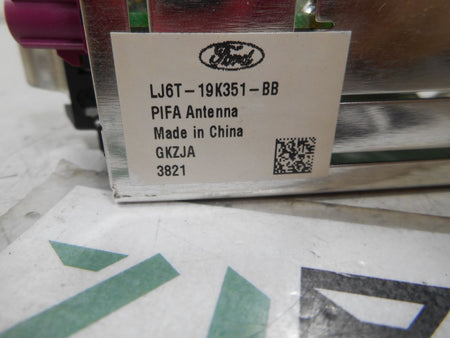 Ford
LJ6T-19K351-BB
PIFA Antenna
Made in China
GKZJA
3821